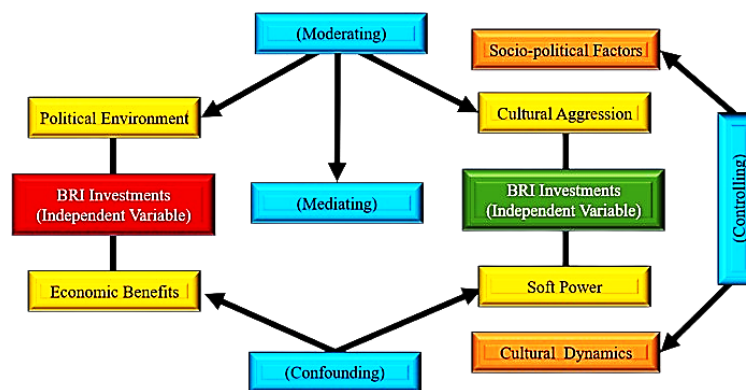 (Moderating)
Socio-political Factors
Political Environment
Cultural Aggression
BRI Investments
(Independent Variable)
(Mediating)
BRI Investments
(Independent Variable)
(Controlling)
Economic Benefits
Soft Power
(Confounding)
Cultural Dynamics